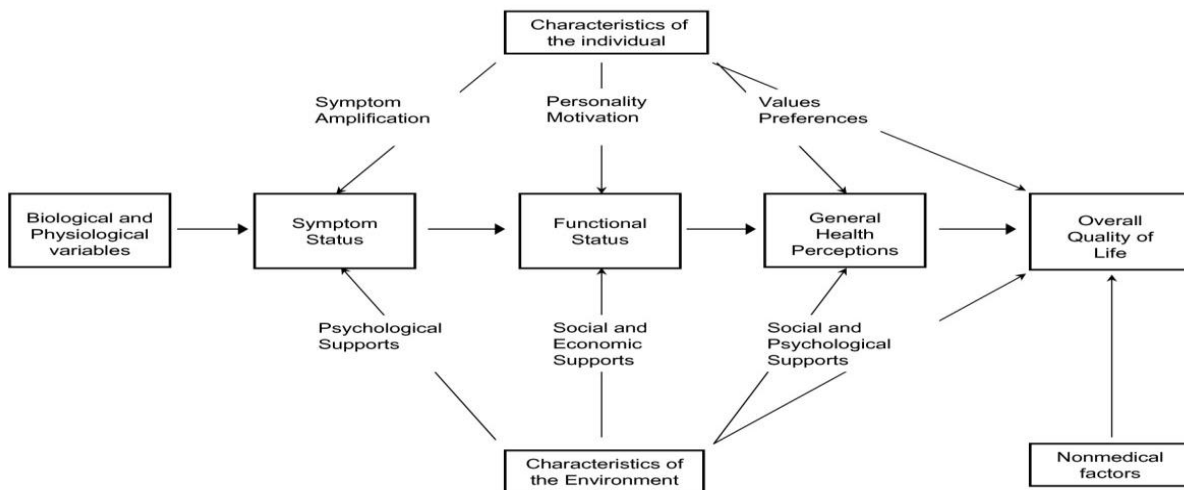 Characteristics of
the individual
Symptom
Amplification
Personality
Motivation
Values
Preferences
Biological and
Physiological
variables
Symptom
Status
Functional
Status
General
Health
Perceptions
Overall
Quality of
Life
Psychological
Supports
Social and
Economic
Supports
Social and
Psychological
Supports
Characteristics of
the Environment
Nonmedical
factors